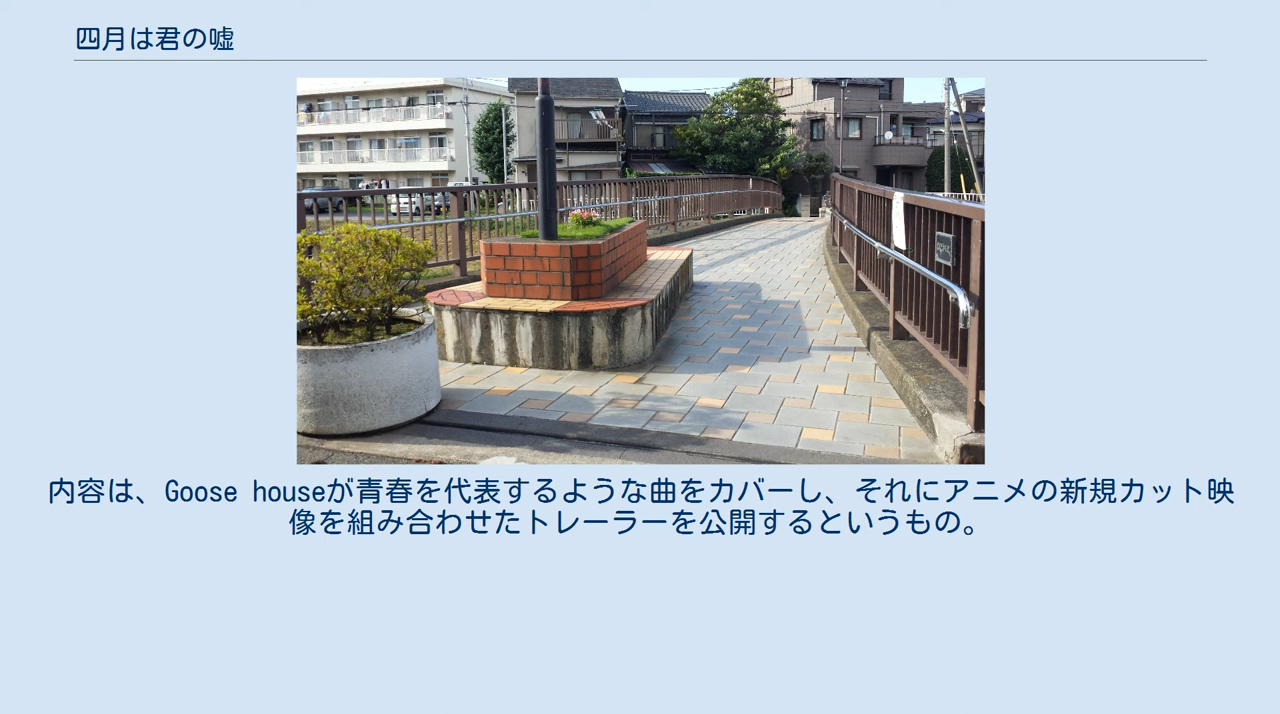 四月は君の嘘
内容は、Goose houseが青春を代表するような曲をカバーし、それにアニメの新規カット映
像を組み合わせたトレーラーを公開するというもの。